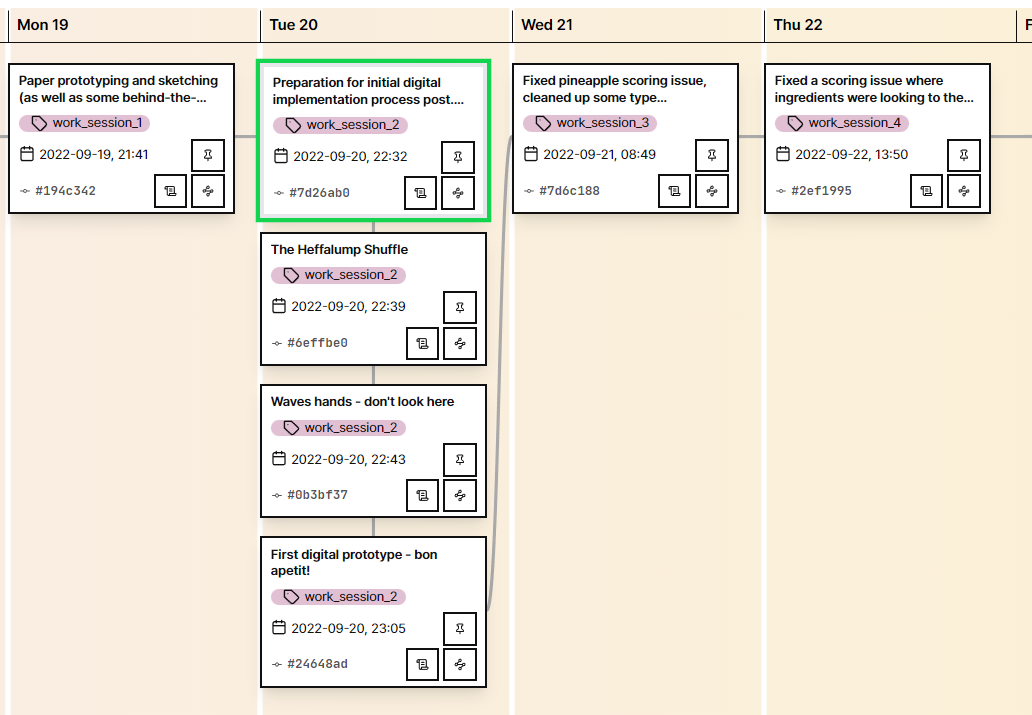 Mon 19
Tue 20
Wed 21
Thu 22
F
Paper prototyping and sketching
(as well as some behind-the-...
work_session_1
2022-09-19, 21:41
#194c342
Preparation for initial digital
implementation process post....
work_session_2
2022-09-20, 22:32
#7d26ab0
The Heffalump Shuffle
work_session_2
2022-09-20, 22:39
#6effbe0
Waves hands - don't look here
work_session_2
2022-09-20, 22:43
#0b3bf37
First digital prototype - bon
apetit!
work_session_2
2022-09-20, 23:05
#24648ad
Fixed pineapple scoring issue,
cleaned up some type...
work_session_3
2022-09-21, 08:49
#7d6c188
Fixed a scoring issue where
ingredients were looking to the...
work_session_4
2022-09-22, 13:50
#2ef1995